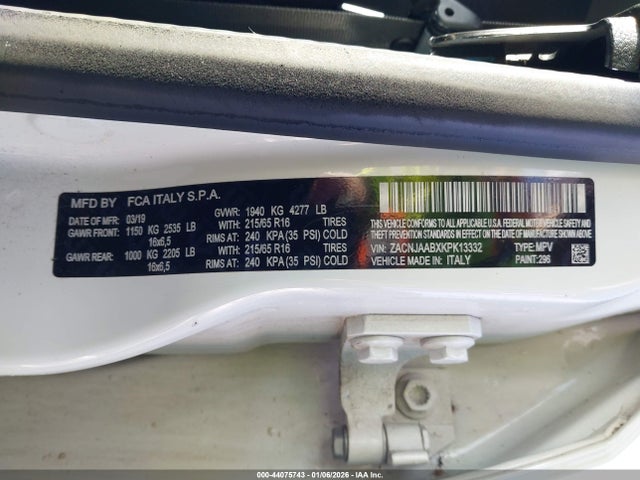 MFD BY FCA ITALY S.P.A.
DATE OF MFD: 03/19 GVWR: 1940 KG 4277 LB
GAWR FRONT: 1150 KG 2535 LB WITH: 215/65 R16 TIRES
16x6,5 RIMS AT: 240 KPA (35 PSI) COLD
GAWR REAR: 1000 KG 2205 LB WITH: 215/65 R16 TIRES
16x6,5 RIMS AT: 240 KPA (35 PSI) COLD
THIS VEHICLE CONFORMS TO ALL APPLICABLE U.S.A. FEDERAL MOTOR VEHICLE
SAFETY, BUMPER, AND THEFT PREVENTION STANDARDS IN EFFECT ON THE DATE OF MANUFACTURE SHOWN ABOVE.
VIN: ZACNJAABXKPK13332 TYPE: MPV
VEHICLE MADE IN: ITALY PAINT: 296
000-44075743 - 01/06/2026 - IAAI.COM